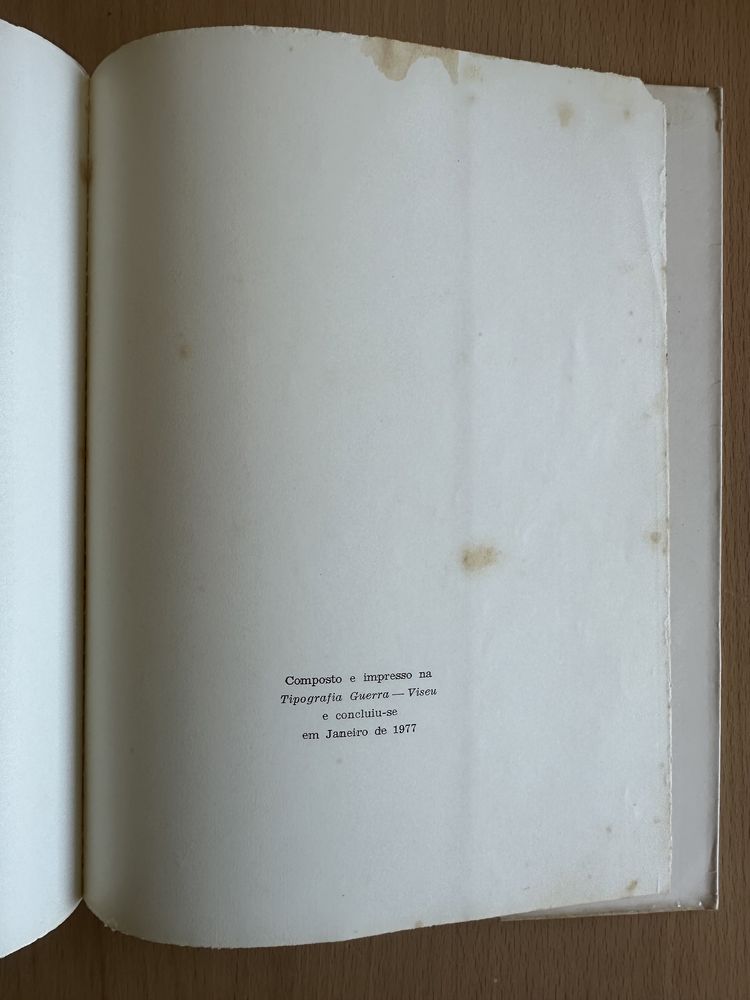 Composto e impresso na
Tipografia Guerra — Viseu
e concluiu-se
em Janeiro de 1977